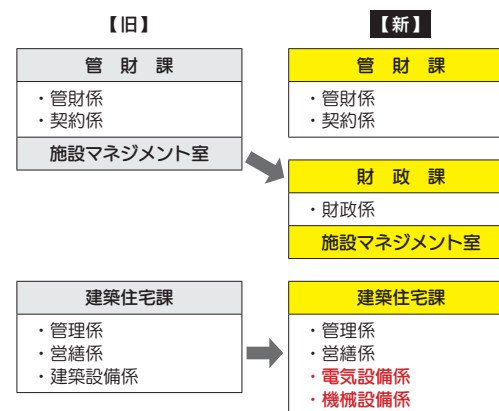 【旧】
管財課
・管財係
・契約係
施設マネジメント室
建築住宅課
・管理係
・営繕係
・建築設備係
【新】
管財課
・管財係
・契約係
財政課
・財政係
施設マネジメント室
建築住宅課
・管理係
・営繕係
・電気設備係
・機械設備係